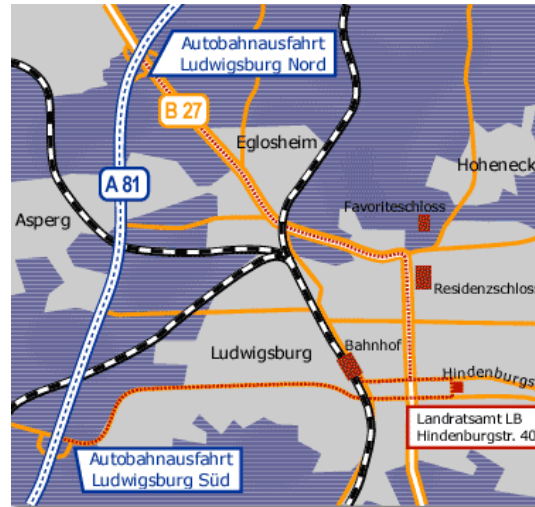 Autobahnausfahrt
Ludwigsburg Nord
B 27
Eglosheim
Hoheneck
A 81
Favoriteschloss
Asperg
Residenzschloss
Bahnhof
Ludwigsburg
Hindenburgs
Landratsamt LB
Hindenburgstr. 40
Autobahnausfahrt
Ludwigsburg Süd